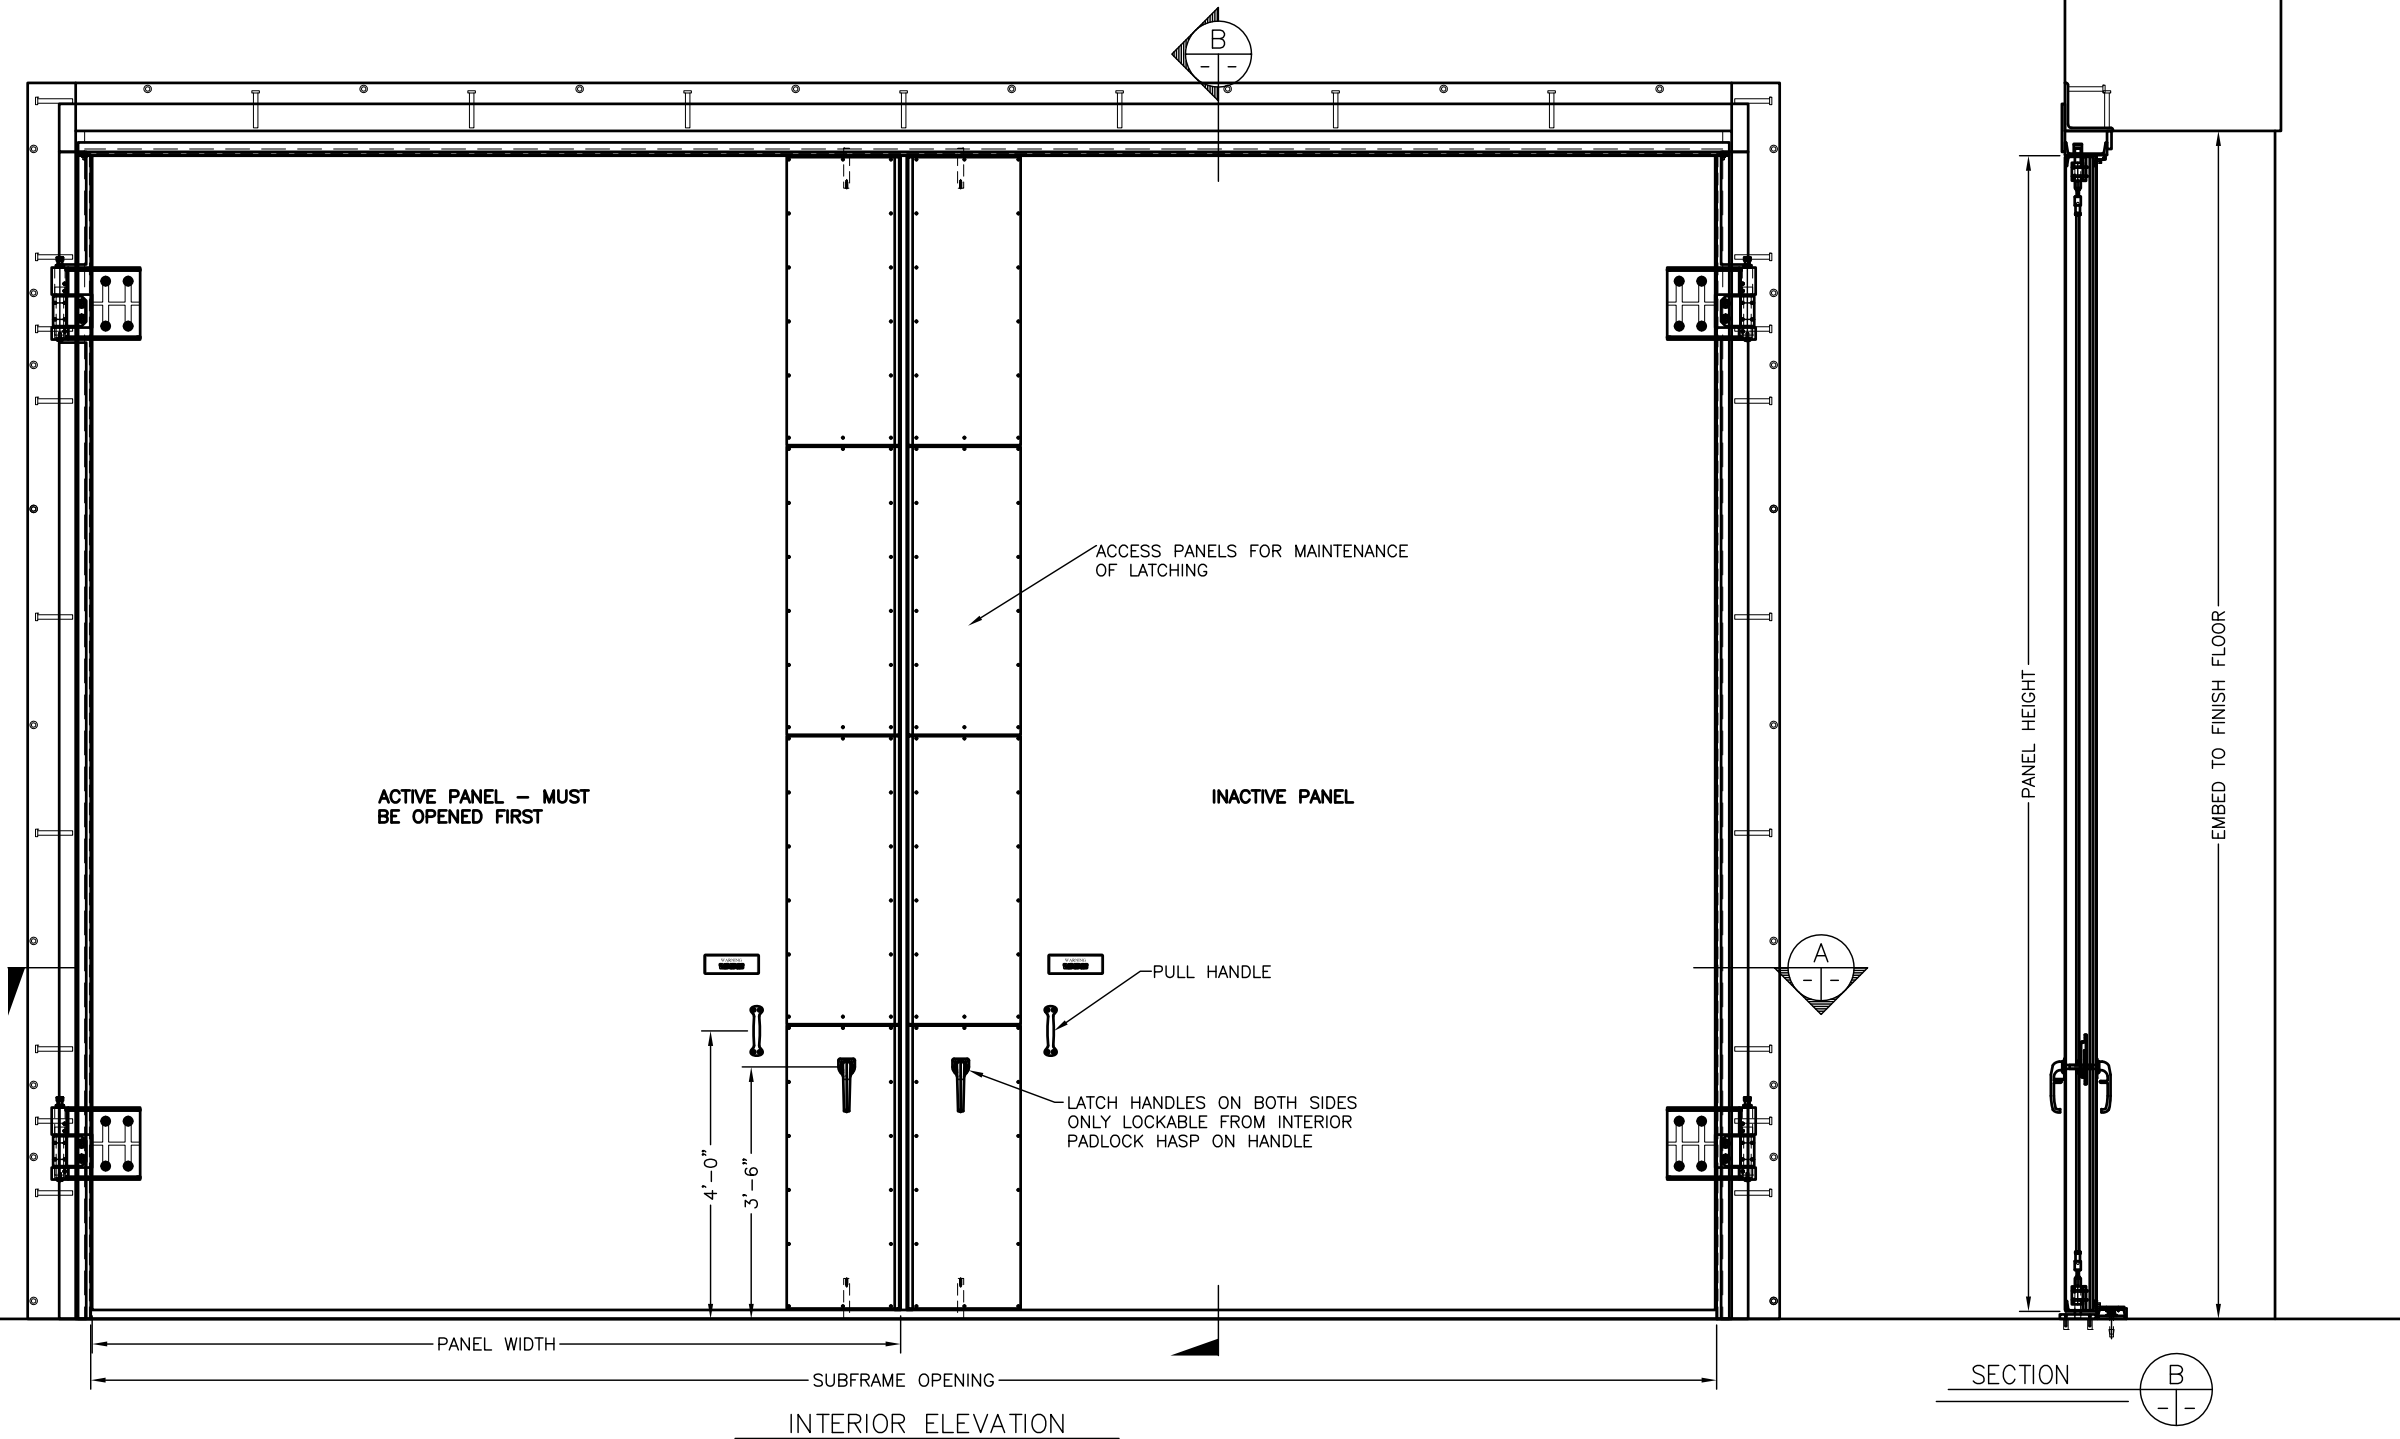 B
- -
ACCESS PANELS FOR MAINTENANCE
OF LATCHING
ACTIVE PANEL - MUST
BE OPENED FIRST
INACTIVE PANEL
PANEL HEIGHT
EMBED TO FINISH FLOOR
WARNING
WARNING
PULL HANDLE
A
- -
LATCH HANDLES ON BOTH SIDES
ONLY LOCKABLE FROM INTERIOR
PADLOCK HASP ON HANDLE
4'-0"
3'-6"
PANEL WIDTH
SUBFRAME OPENING
INTERIOR ELEVATION
SECTION
B
- -